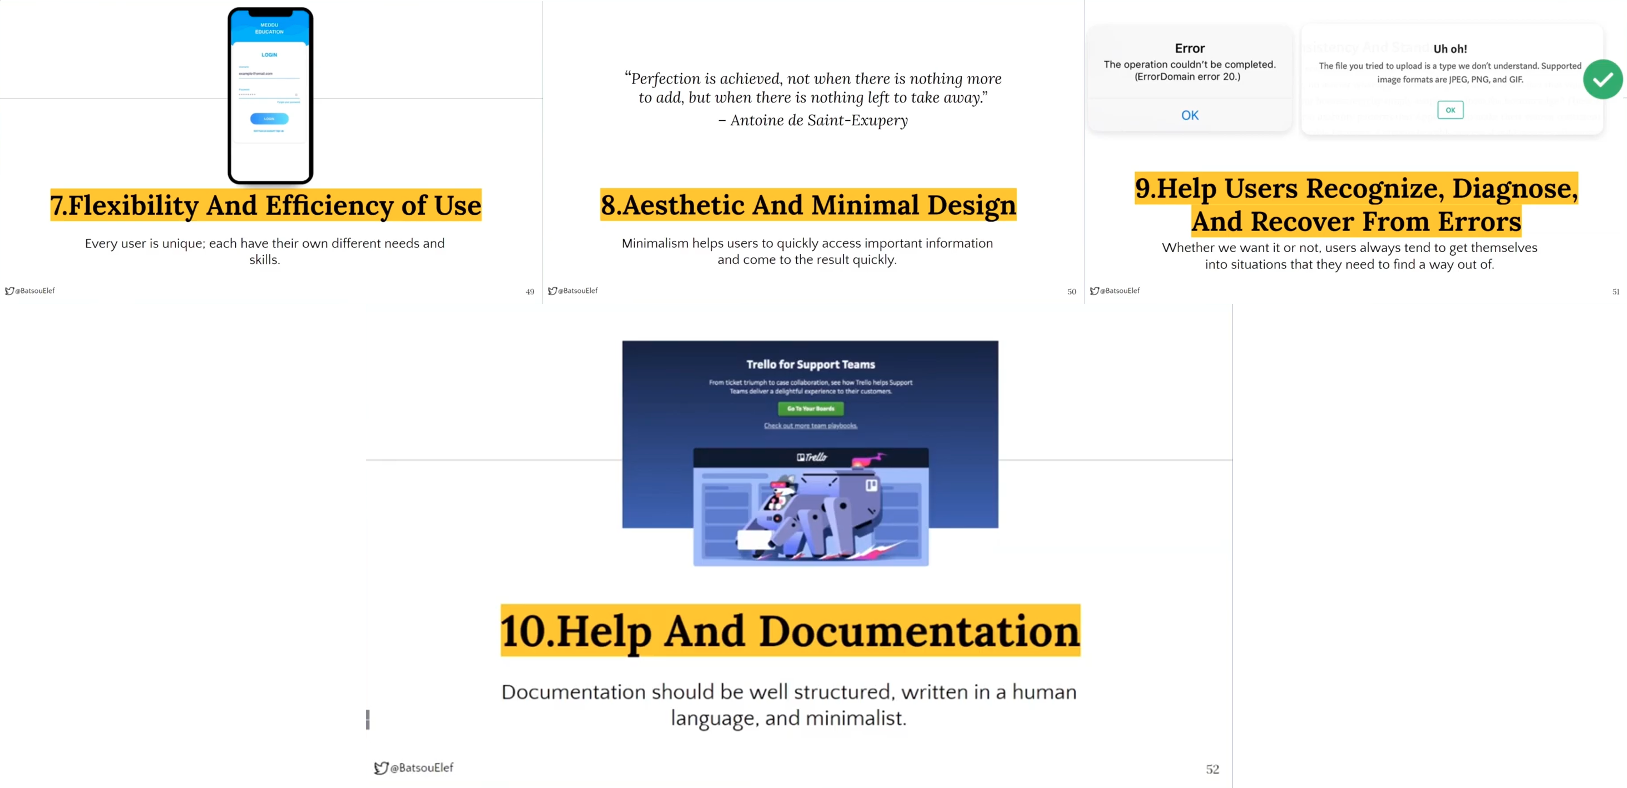 MEDDU
EDUCATION
LOGIN
example@email.com
LOGIN
7.Flexibility And Efficiency of Use
Every user is unique; each have their own different needs and
skills.
@BatsouElef
49
“Perfection is achieved, not when there is nothing more
to add, but when there is nothing left to take away.”
– Antoine de Saint-Exupery
8.Aesthetic And Minimal Design
Minimalism helps users to quickly access important information
and come to the result quickly.
@BatsouElef
50
Error
The operation couldn’t be completed.
(ErrorDomain error 20.)
OK
Uh oh!
The file you tried to upload is a type we don’t understand. Supported
image formats are JPEG, PNG, and GIF.
OK
9.Help Users Recognize, Diagnose,
And Recover From Errors
Whether we want it or not, users always tend to get themselves
into situations that they need to find a way out of.
@BatsouElef
51
Trello for Support Teams
From ticket triumph to case collaboration, see how Trello helps Support
Teams deliver a delightful experience to their customers.
Go To Your Boards
Check out more team playbooks.
Trello
10.Help And Documentation
Documentation should be well structured, written in a human
language, and minimalist.
@BatsouElef
52